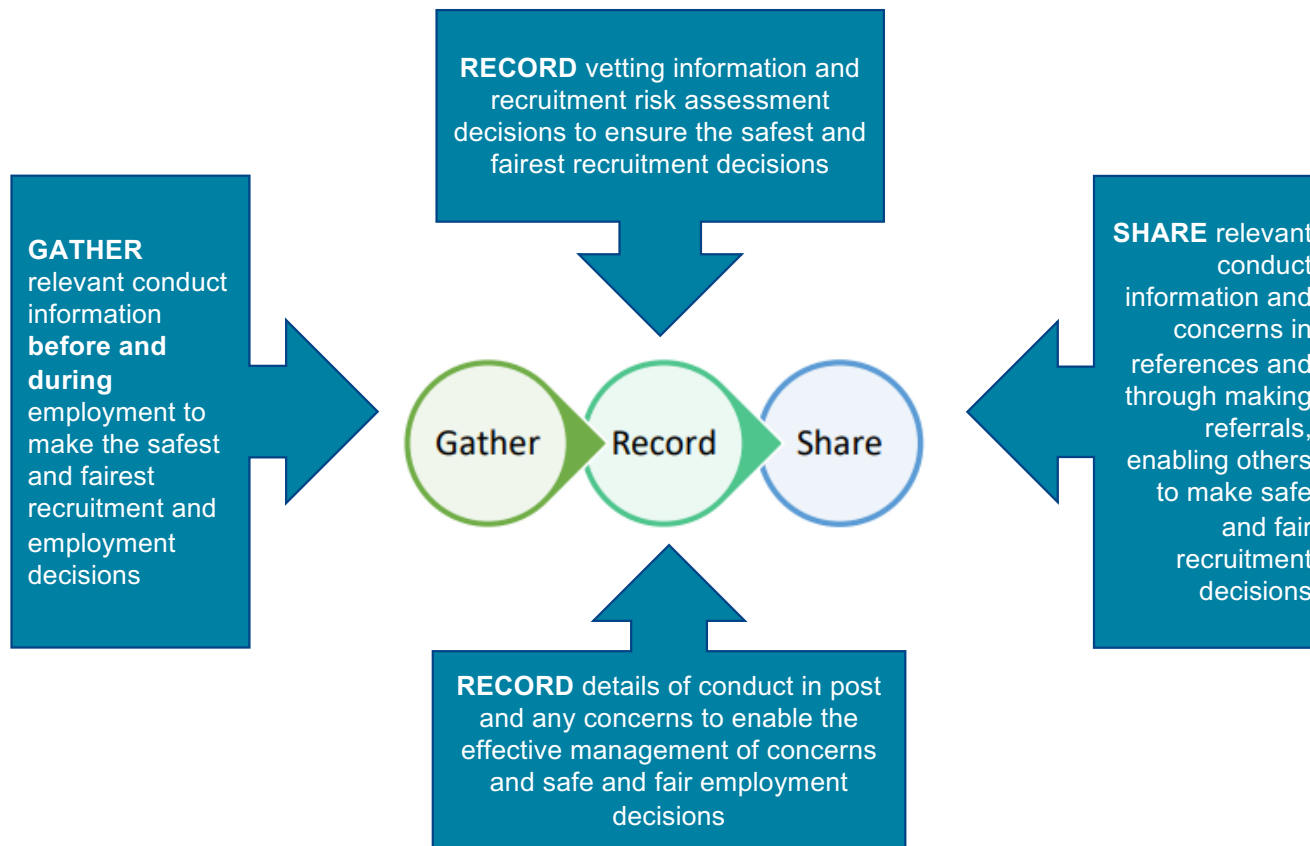 RECORD vetting information and
recruitment risk assessment
decisions to ensure the safest and
fairest recruitment decisions
GATHER
relevant conduct
information
before and
during
employment to
make the safest
and fairest
recruitment and
employment
decisions
Gather
Record
Share
SHARE relevant
conduct
information and
concerns in
references and
through making
referrals,
enabling others
to make safe
and fair
recruitment
decisions
RECORD details of conduct in post
and any concerns to enable the
effective management of concerns
and safe and fair employment
decisions